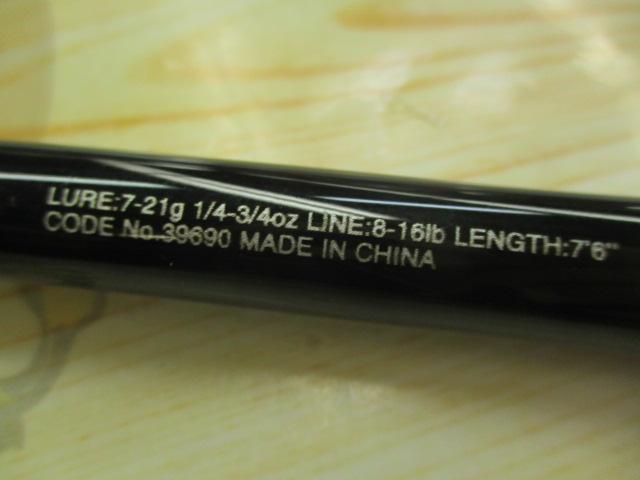 LURE:7-21g 1/4-3/4oz LINE:8-16lb LENGTH:7'6"
CODE No.39690 MADE IN CHINA